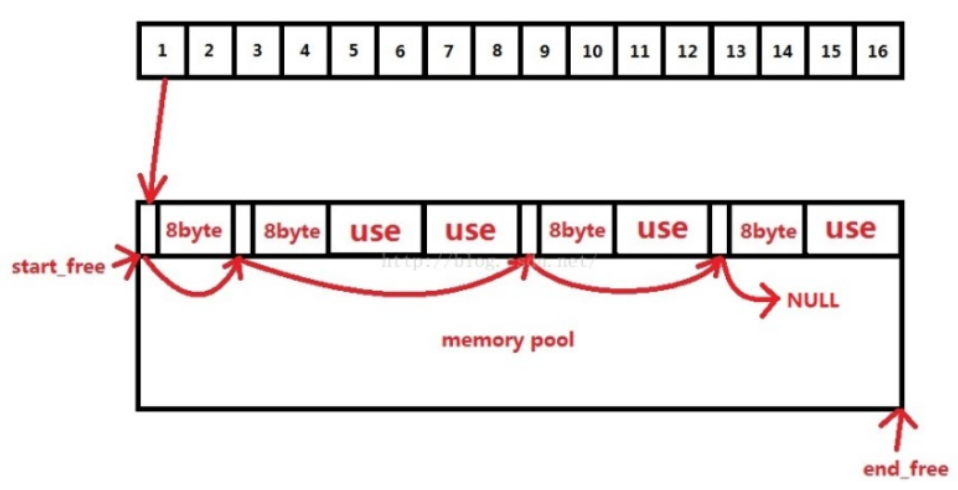 1 2 3 4 5 6 7 8 9 10 11 12 13 14 15 16
8byte 8byte use use 8byte use 8byte use
start_free
http://blog.csdn.net/
NULL
memory pool
end_free